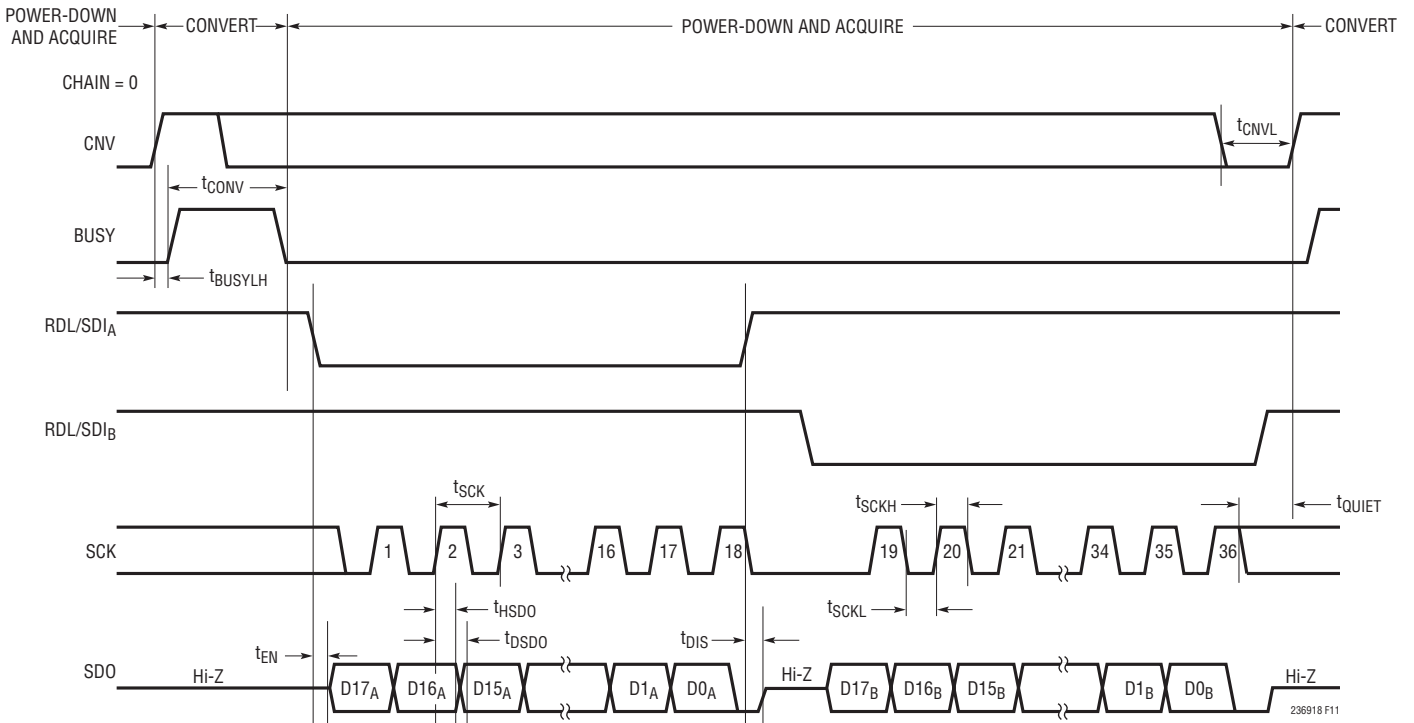 POWER-DOWN
AND ACQUIRE
CONVERT
POWER-DOWN AND ACQUIRE
CONVERT
CHAIN = 0
CNV
tCNVL
tCONV
BUSY
tBUSYLH
RDL/SDIA
RDL/SDIB
tSCK
tSCKH
tQUIET
SCK
1
2
3
16
17
18
19
20
21
34
35
36
tHSDO
tSCKL
tDSDO
tEN
tDIS
SDO
Hi-Z
D17A
D16A
D15A
D1A
D0A
Hi-Z
D17B
D16B
D15B
D1B
D0B
Hi-Z
236918 F11